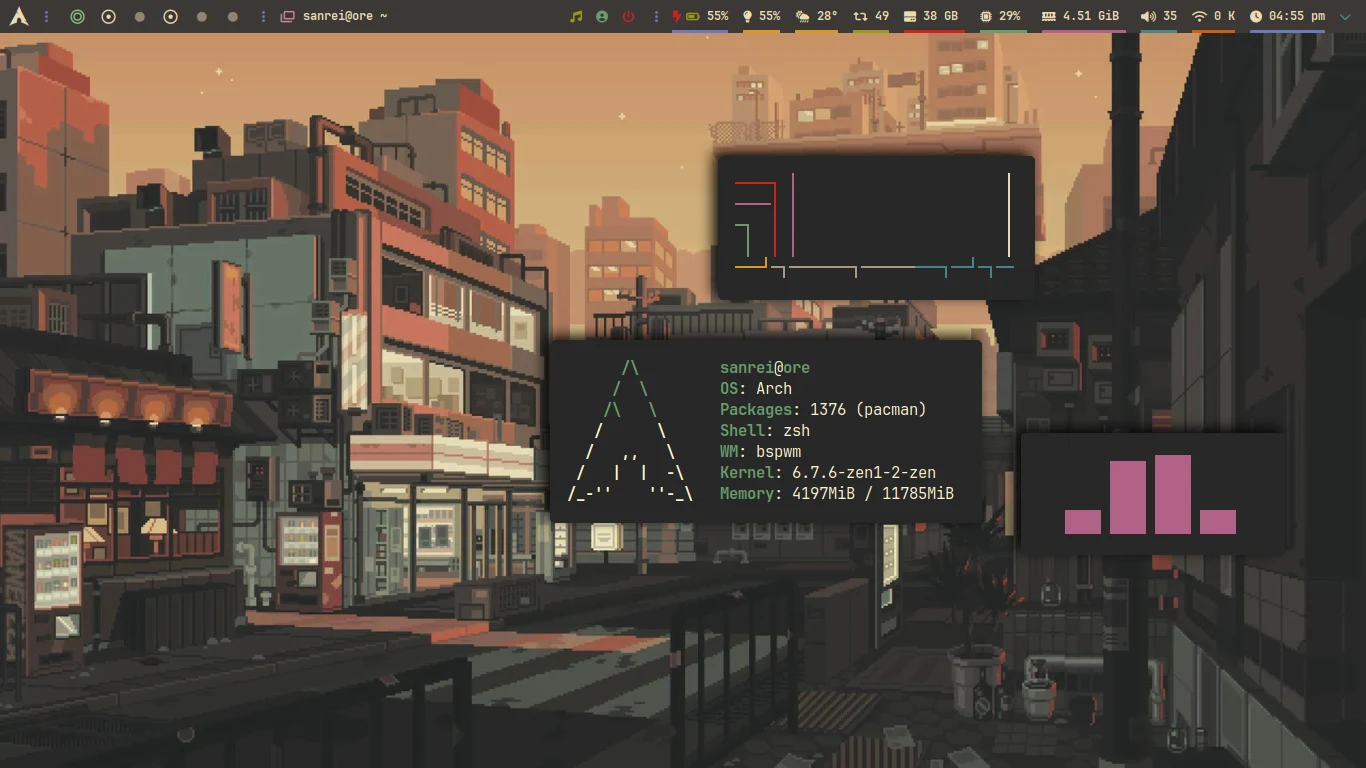 sanrei@ore ~ 55% 55% 28° 49 38 GB 29% 4.51 GiB 35 0 K 04:55 pm
sanrei@ore
OS: Arch
Packages: 1376 (pacman)
Shell: zsh
WM: bspwm
Kernel: 6.7.6-zen1-2-zen
Memory: 4197MiB / 11785MiB